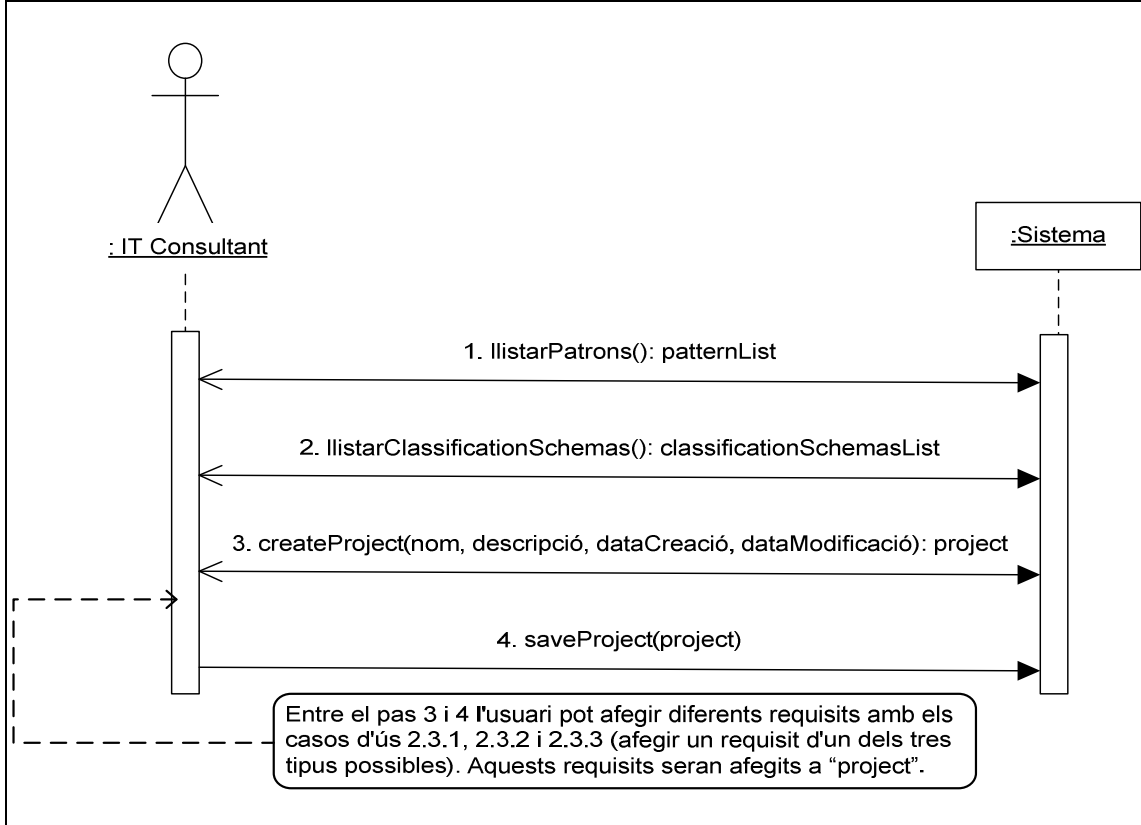 : IT Consultant
:Sistema
1. llistarPatrons(): patternList
2. llistarClassificationSchemas(): classificationSchemasList
3. createProject(nom, descripció, dataCreació, dataModificació): project
4. saveProject(project)
Entre el pas 3 i 4 l'usuari pot afegir diferents requisits amb els
casos d'ús 2.3.1, 2.3.2 i 2.3.3 (afegir un requisit d'un dels tres
tipus possibles). Aquests requisits seran afegits a “project”.